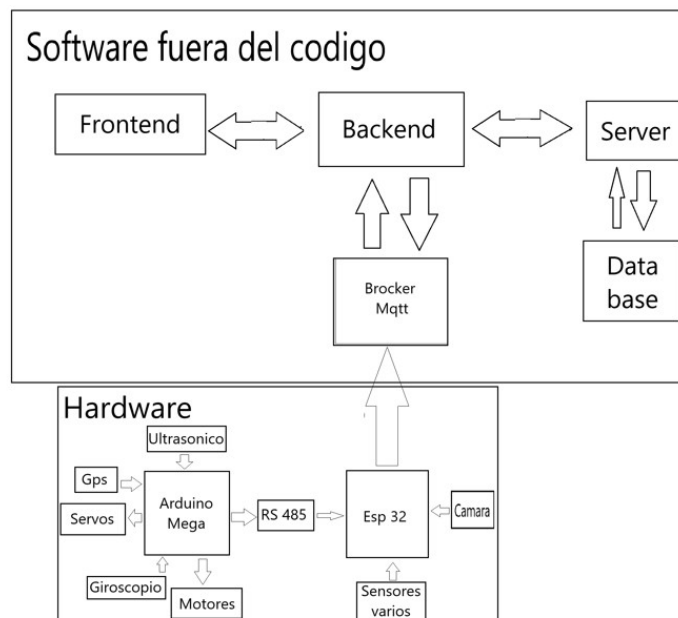 Software fuera del codigo
Frontend
Backend
Server
Data
base
Brocker
Mqtt
Hardware
Ultrasonico
Gps
Arduino
Mega
Servos
RS 485
Esp 32
Camara
Giroscopio
Motores
Sensores
varios